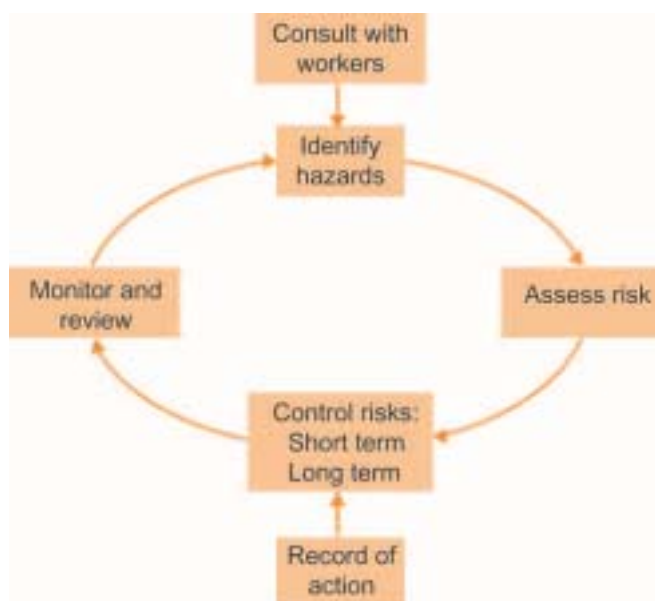 Consult with
workers
Identify
hazards
Assess risk
Monitor and
review
Control risks:
Short term
Long term
Record of
action